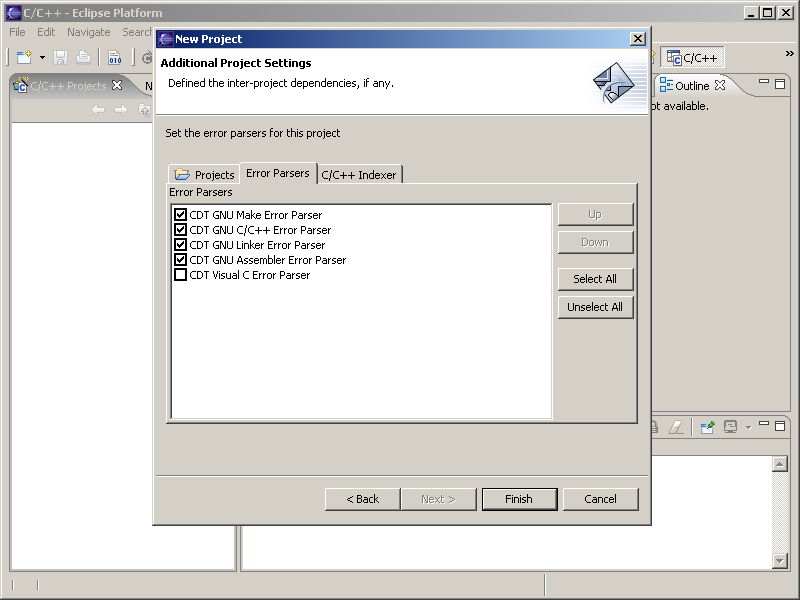 C/C++ - Eclipse Platform
File Edit Navigate Search
New Project
Additional Project Settings
Defined the inter-project dependencies, if any.
C/C++
C/C++ Projects
Outline
ot available.
Set the error parsers for this project
Projects Error Parsers C/C++ Indexer
Error Parsers
CDT GNU Make Error Parser
CDT GNU C/C++ Error Parser
CDT GNU Linker Error Parser
CDT GNU Assembler Error Parser
CDT Visual C Error Parser
Up
Down
Select All
Unselect All
< Back Next > Finish Cancel